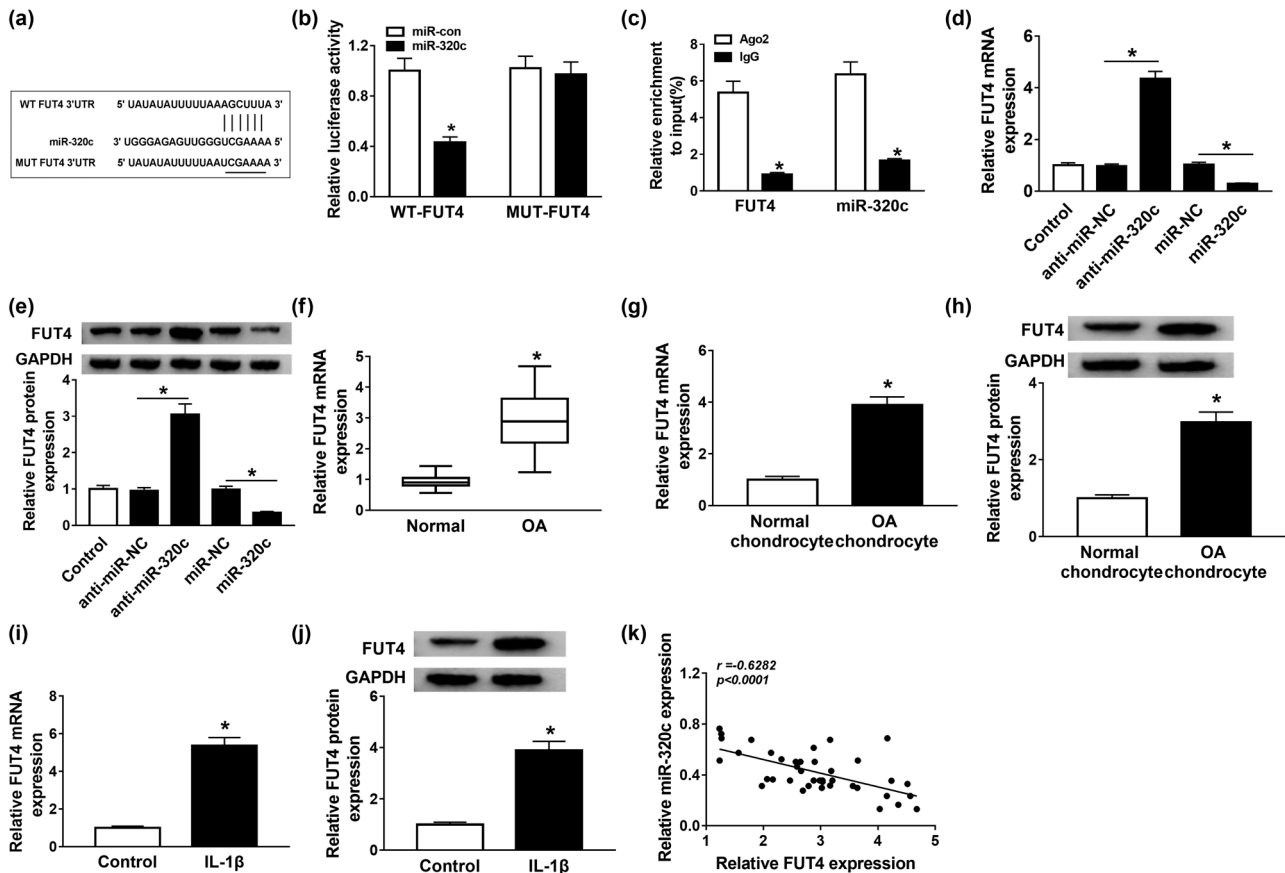 (a)
WT FUT4 3'UTR 5' UAUAUAUUUUUAAAGCUUUA 3'
miR-320c 3' UGGGAGAGUUGGGUCGAAAA 5'
MUT FUT4 3'UTR 5' UAUAUAUUUUUAAUCGAAAA 3'
(b)
miR-con
miR-320c
Relative luciferase activity
1.2
0.8
0.4
0.0
*
WT-FUT4 MUT-FUT4
(c)
Ago2
IgG
Relative enrichment
to input(%)
8
6
4
2
0
* *
FUT4 miR-320c
(d)
Relative FUT4 mRNA
expression
6
4
2
0
* *
Control
anti-miR-NC
anti-miR-320c
miR-NC
miR-320c
(e)
FUT4
GAPDH
Relative FUT4 protein
expression
4
3
2
1
0
* *
Control
anti-miR-NC
anti-miR-320c
miR-NC
miR-320c
(f)
Relative FUT4 mRNA
expression
5
4
3
2
1
0
*
Normal OA
(g)
Relative FUT4 mRNA
expression
6
4
2
0
*
Normal OA
chondrocyte chondrocyte
(h)
FUT4
GAPDH
Relative FUT4 protein
expression
4
3
2
1
0
*
Normal OA
chondrocyte chondrocyte
(i)
Relative FUT4 mRNA
expression
8
6
4
2
0
*
Control IL-1β
(j)
FUT4
GAPDH
Relative FUT4 protein
expression
6
4
2
0
*
Control IL-1β
(k)
r =-0.6282
p<0.0001
Relative miR-320c expression
1.2
0.8
0.4
0.0
1 2 3 4 5
Relative FUT4 expression